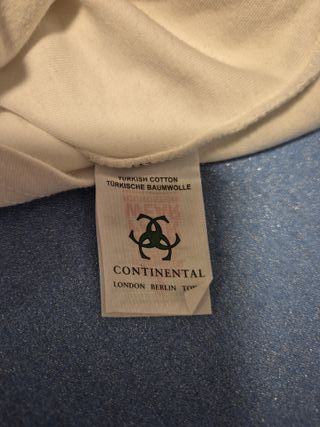 TURKISH COTTON
TÜRKISCHE BAUMWOLLE
CONTINENTAL
LONDON BERLIN